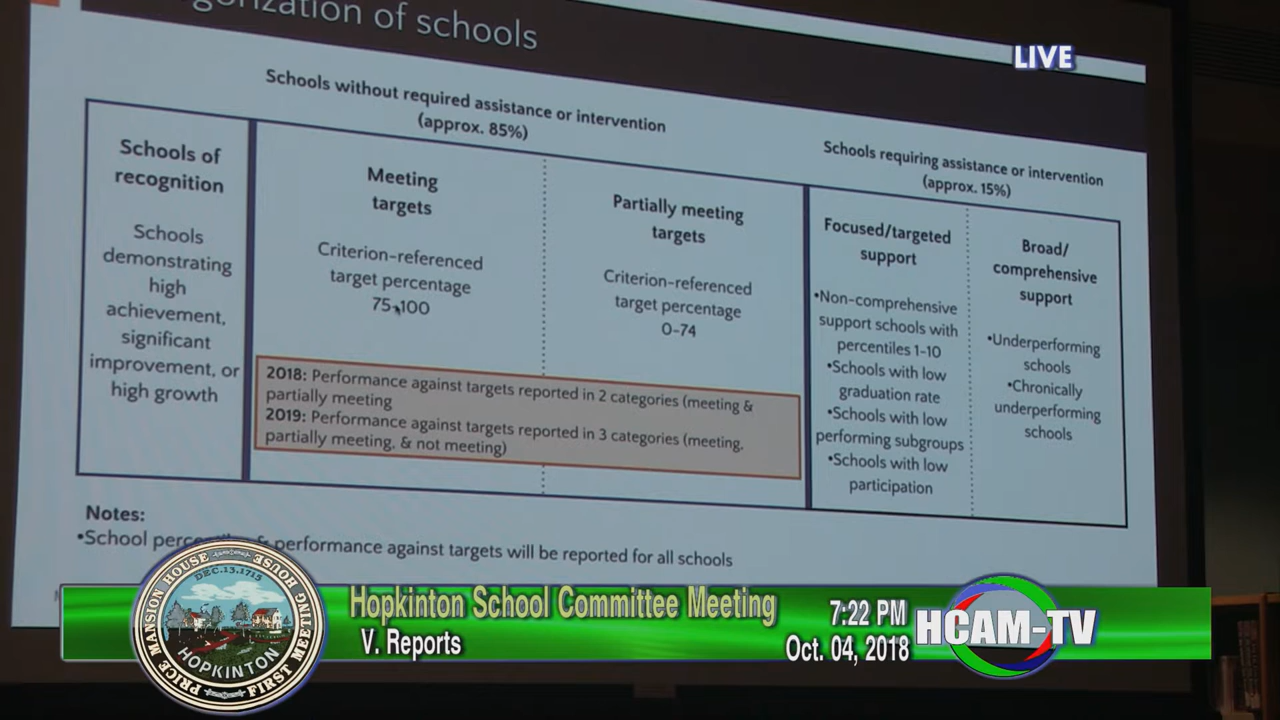 orization of schools
LIVE
Schools without required assistance or intervention
(approx. 85%)
Schools requiring assistance or intervention
(approx. 15%)
Schools of
recognition
Schools
demonstrating
high
achievement,
significant
improvement, or
high growth
Meeting
targets
Criterion-referenced
target percentage
75-100
Partially meeting
targets
Criterion-referenced
target percentage
0-74
2018: Performance against targets reported in 2 categories (meeting &
partially meeting
2019: Performance against targets reported in 3 categories (meeting,
partially meeting, & not meeting)
Focused/targeted
support
•Non-comprehensive
support schools with
percentiles 1-10
•Schools with low
graduation rate
•Schools with low
performing subgroups
•Schools with low
participation
Broad/
comprehensive
support
•Underperforming
schools
•Chronically
underperforming
schools
Notes:
•School performance against targets will be reported for all schools
PRICE MANSION HOUSE
HOUSE FIRST MEETING
DEC.13.1715
HOPKINTON
Hopkinton School Committee Meeting
V. Reports
7:22 PM
Oct. 04, 2018
HCAM-TV